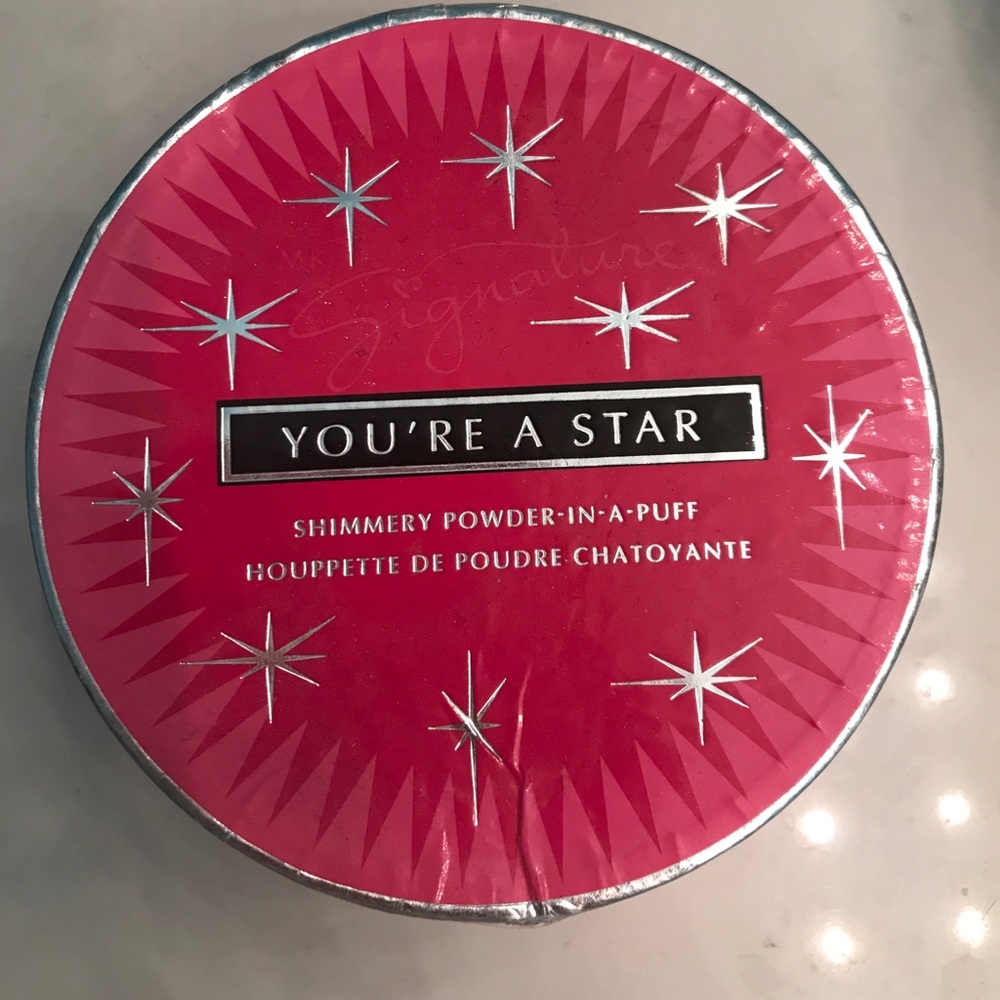 MK
Signature
YOU'RE A STAR
SHIMMERY POWDER-IN-A-PUFF
HOUPPETTE DE POUDRE CHATOYANTE